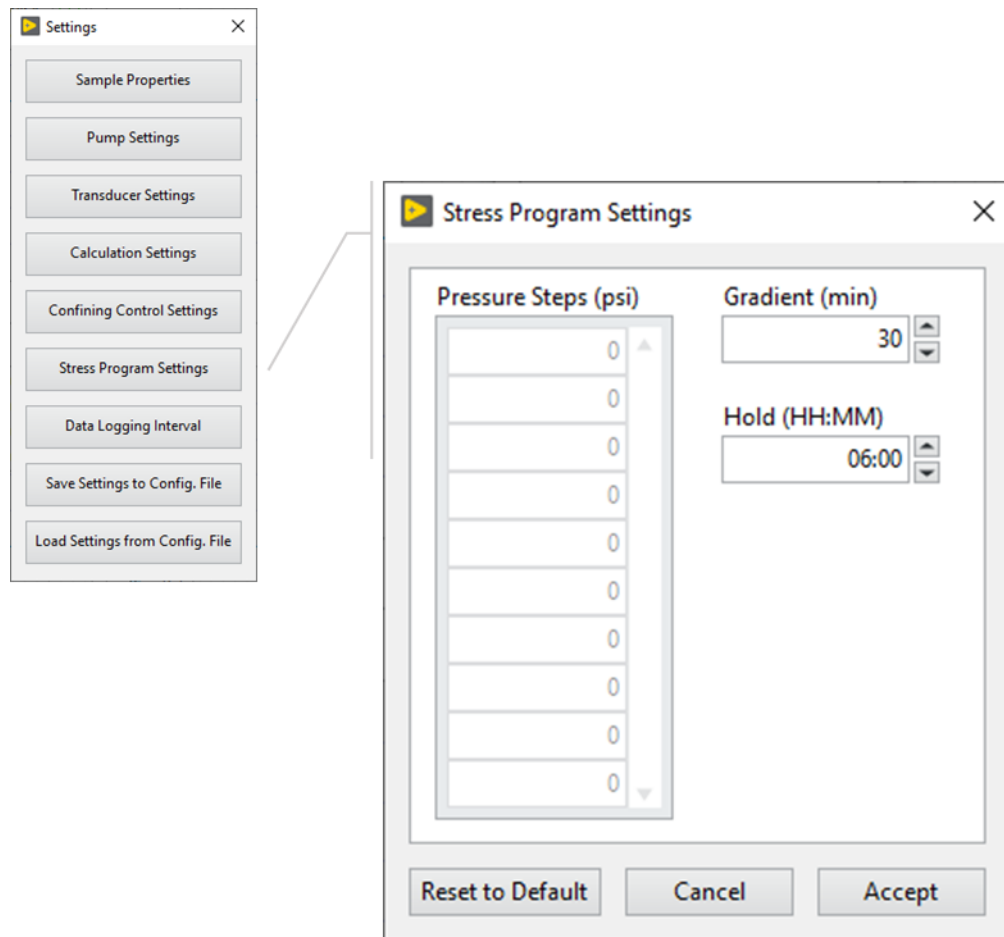 Settings
Sample Properties
Pump Settings
Transducer Settings
Calculation Settings
Confining Control Settings
Stress Program Settings
Data Logging Interval
Save Settings to Config. File
Load Settings from Config. File
Stress Program Settings
Pressure Steps (psi)
0
0
0
0
0
0
0
0
0
0
Gradient (min)
30
Hold (HH:MM)
06:00
Reset to Default
Cancel
Accept